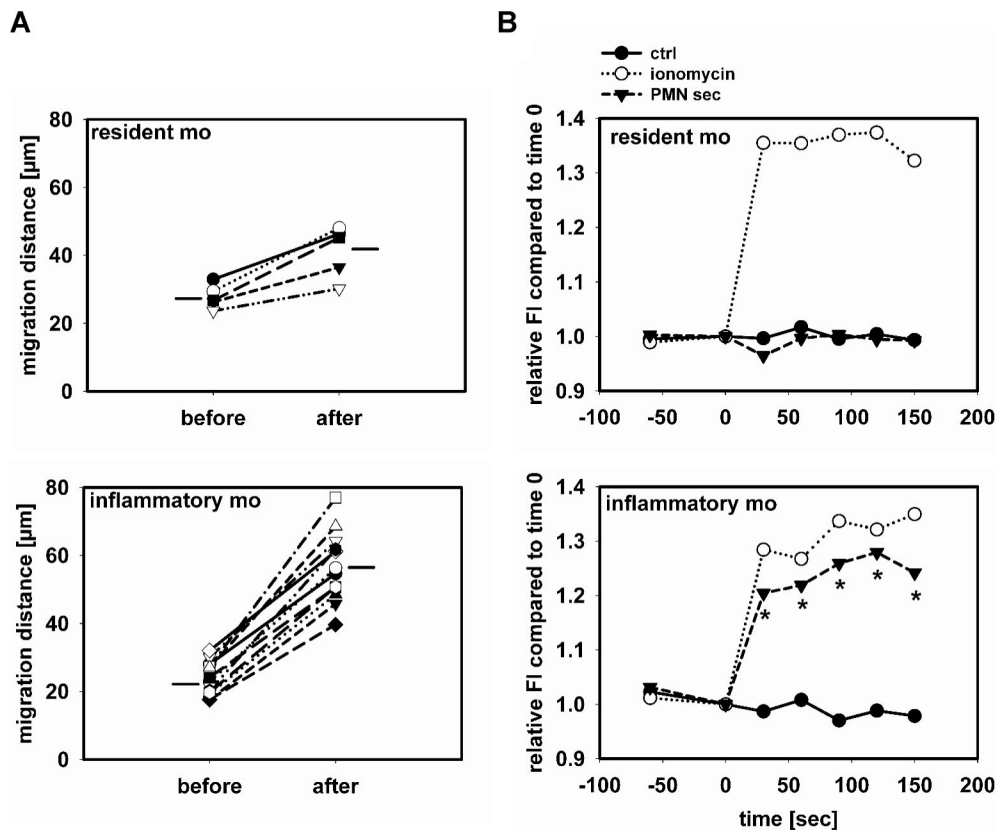 A
migration distance [µm]
80
60
40
20
0
resident mo
before after
migration distance [µm]
80
60
40
20
0
inflammatory mo
before after
B
ctrl
ionomycin
PMN sec
relative FI compared to time 0
1.4
1.3
1.2
1.1
1.0
0.9
resident mo
-100 -50 0 50 100 150 200
relative FI compared to time 0
1.4
1.3
1.2
1.1
1.0
0.9
inflammatory mo
* * * * *
-100 -50 0 50 100 150 200
time [sec]